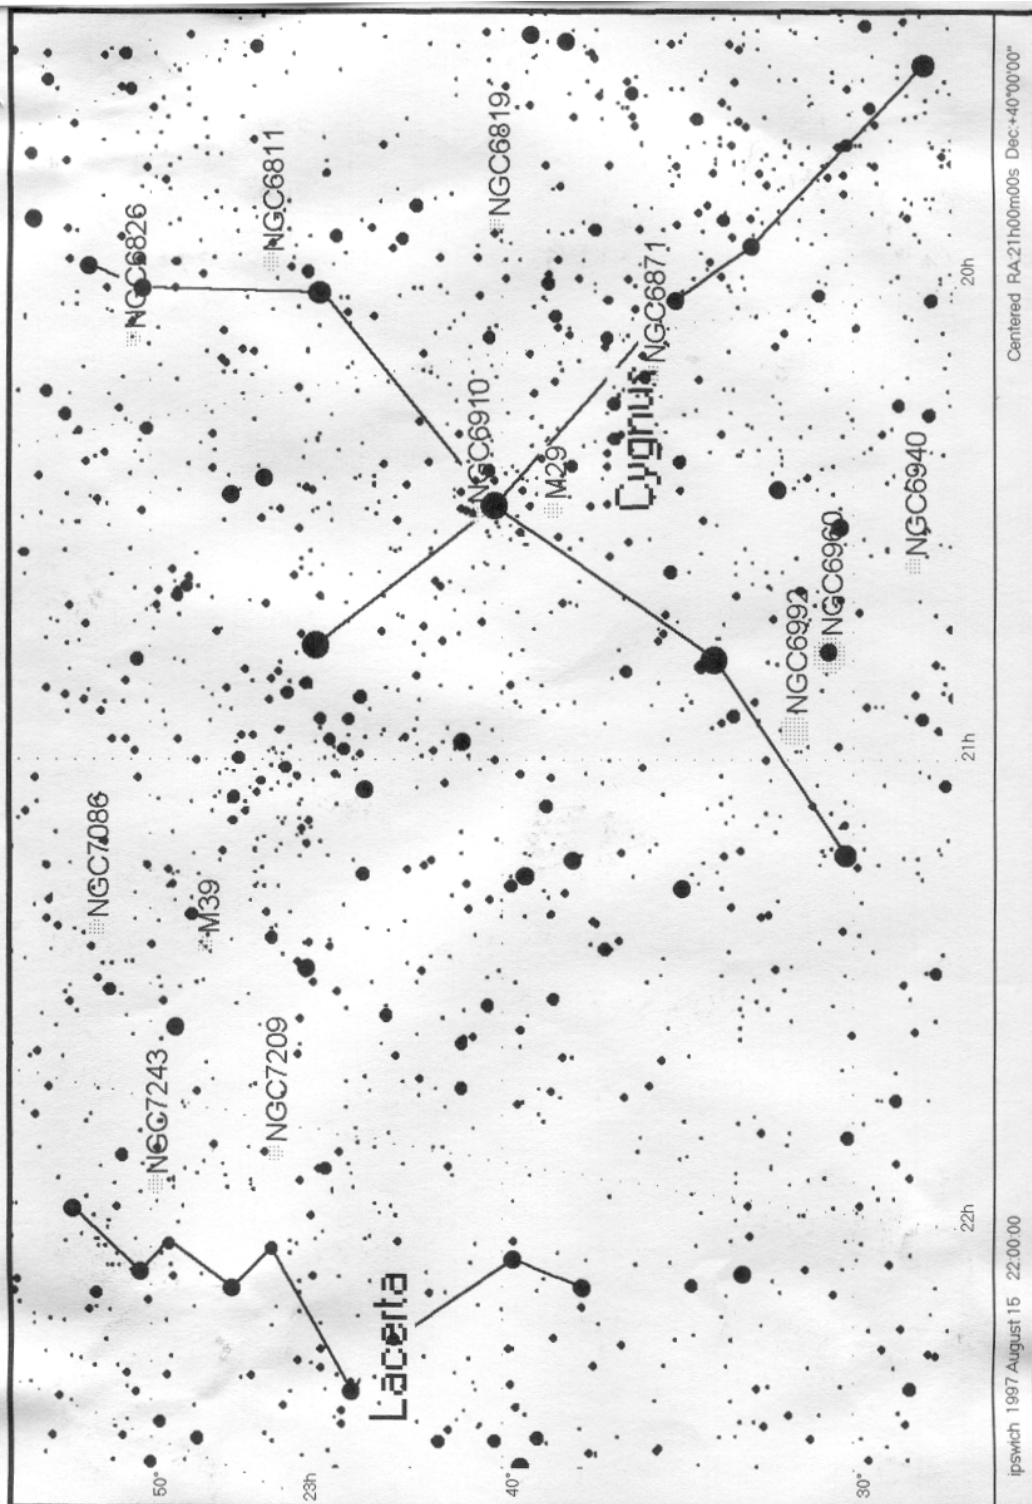 NGC7086
M39
NGC7243
NGC7209
Lacerta
NGC6826
NGC6811
NGC6910
M29
NGC6819
NGC6871
Cygnus
NGC6992
NGC6960
NGC6940
50°
23h
40°
30°
22h
21h
20h
ipswich 1997 August 15 22:00:00
Centered RA:21h00m00s Dec:+40°00'00"